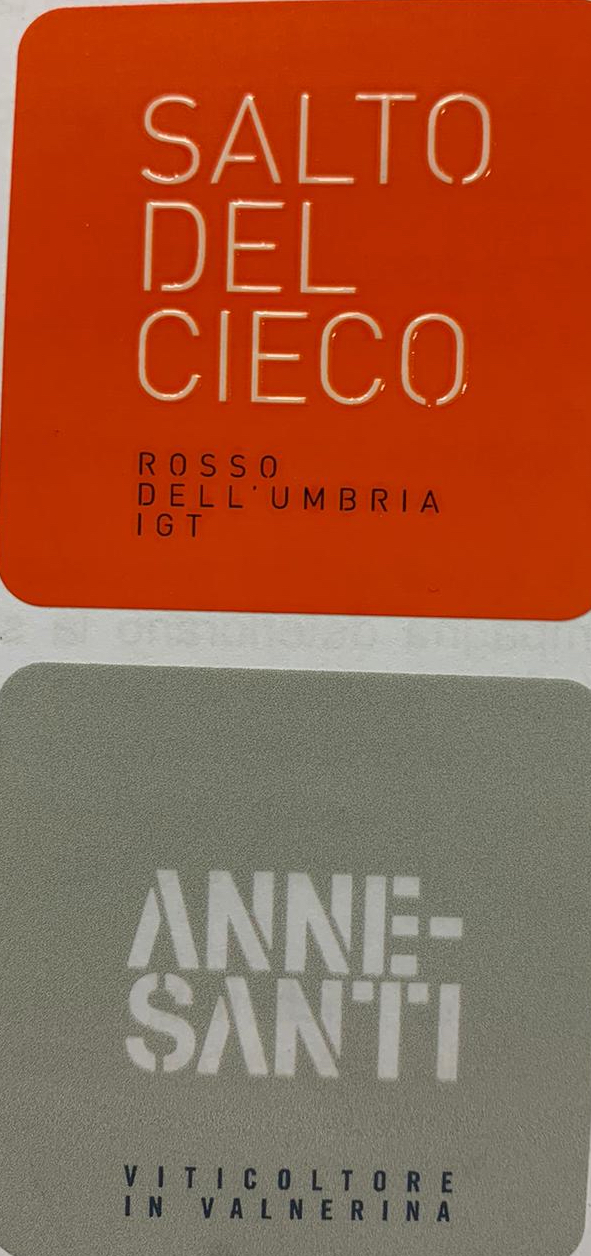 SALTO
DEL
CIECO
ROSSO
DELL'UMBRIA
IGT
ANNE-
SANTI
VITICOLTORE
IN VALNERINA